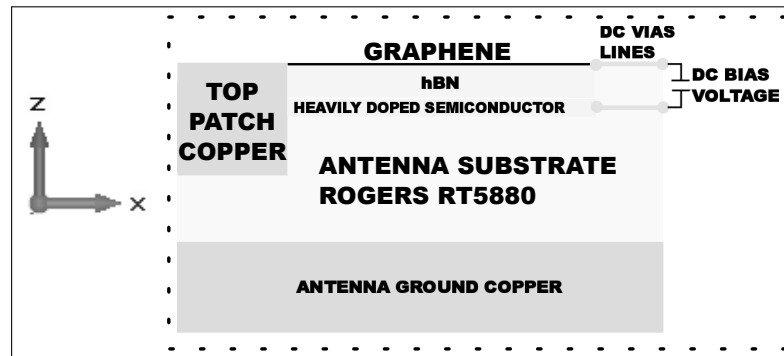 DC VIAS
LINES
GRAPHENE
hBN
DC BIAS
VOLTAGE
HEAVILY DOPED SEMICONDUCTOR
TOP
PATCH
COPPER
ANTENNA SUBSTRATE
ROGERS RT5880
ANTENNA GROUND COPPER
Z
X